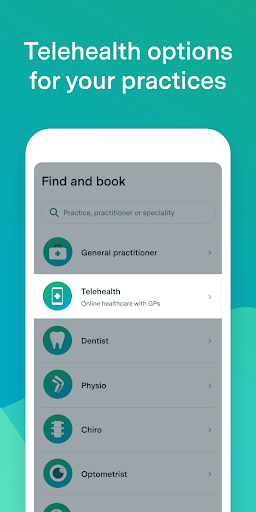 Telehealth options
for your practices
Find and book
Practice, practitioner or speciality
General practitioner
Telehealth
Online healthcare with GPs
Dentist
Physio
Chiro
Optometrist